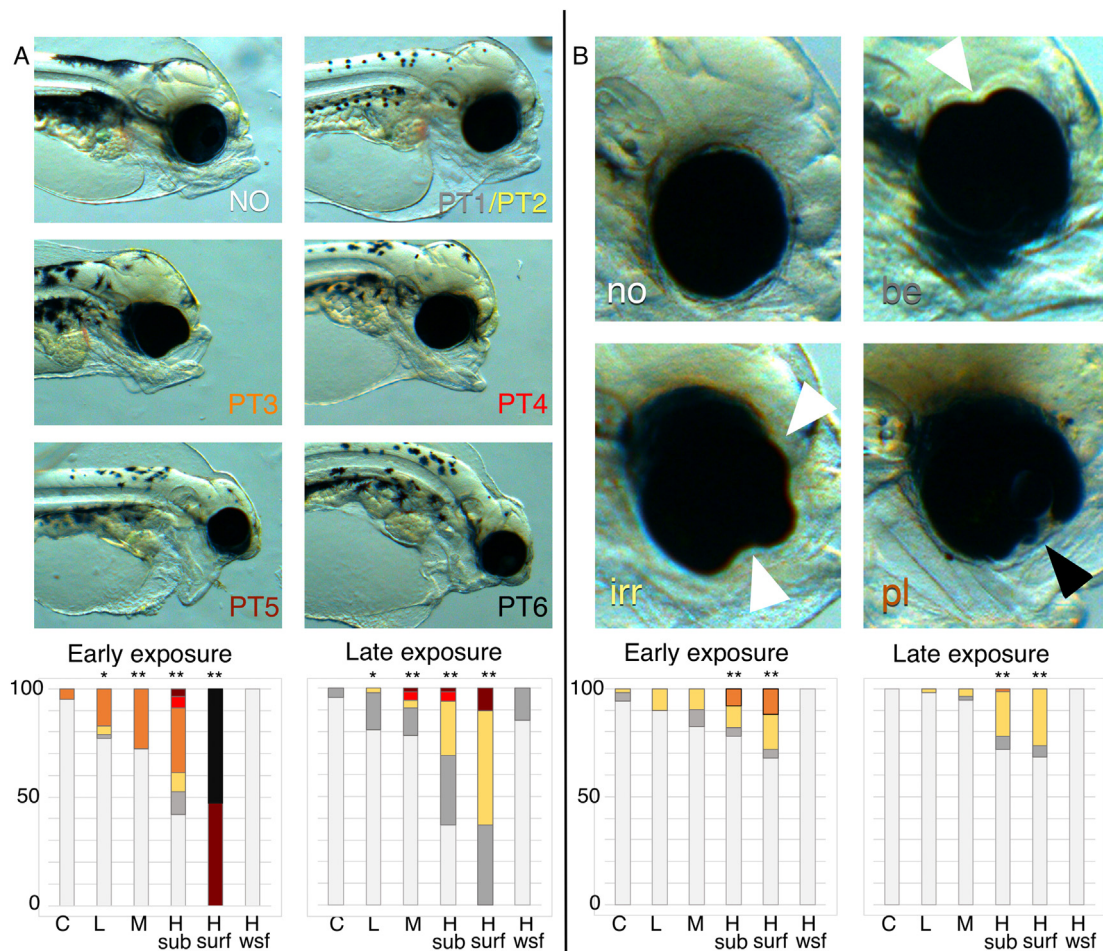 A
NO
PT1/PT2
PT3
PT4
PT5
PT6
Early exposure
* ** ** **
100
50
0
C L M H H H
sub surf wsf
Late exposure
* ** ** **
C L M H H H
sub surf wsf
B
no
be
irr
pl
Early exposure
** **
100
50
0
C L M H H H
sub surf wsf
Late exposure
** **
C L M H H H
sub surf wsf